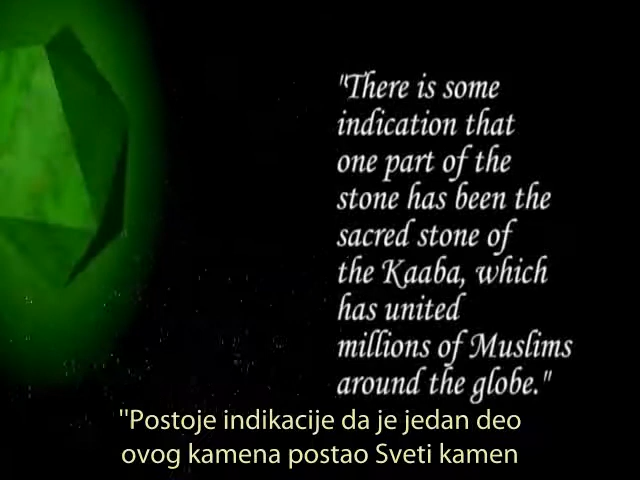 "There is some
indication that
one part of the
stone has been the
sacred stone of
the Kaaba, which
has united
millions of Muslims
around the globe."
''Postoje indikacije da je jedan deo
ovog kamena postao Sveti kamen